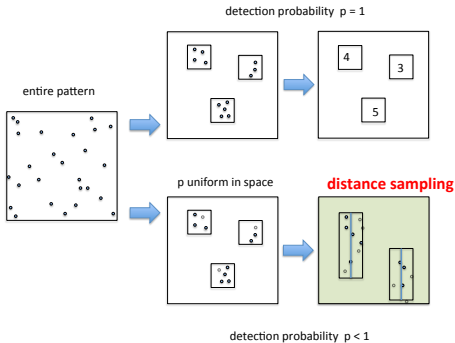 detection probability p = 1
4
3
5
entire pattern
p uniform in space
distance sampling
detection probability p < 1